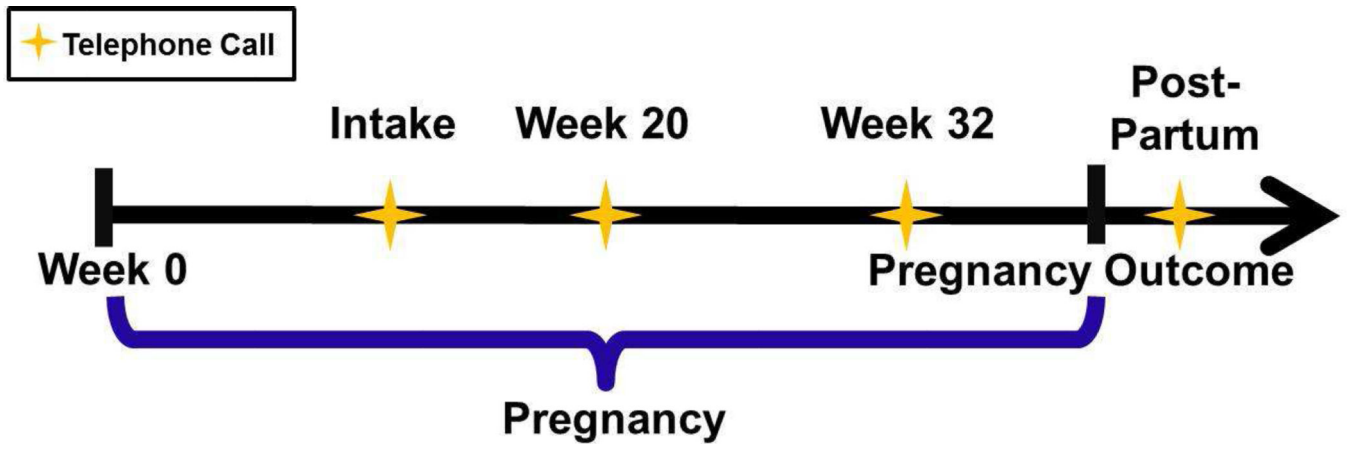 Telephone Call
Intake
Week 20
Week 32
Post-
Partum
Week 0
Pregnancy Outcome
Pregnancy